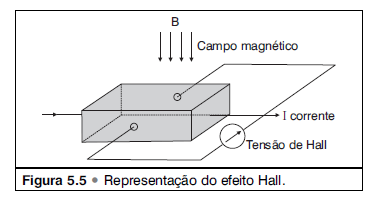 B
Campo magnético
I corrente
Tensão de Hall
Figura 5.5 • Representação do efeito Hall.